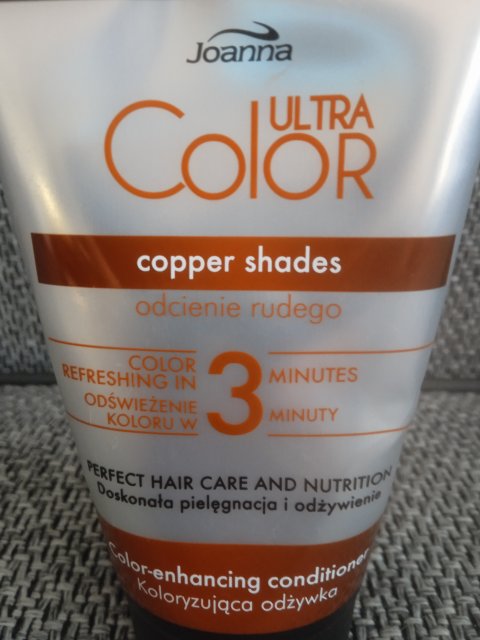 Joanna
ULTRA
ColoR
copper shades
odcienie rudego
COLOR
REFRESHING IN
ODŚWIEŻENIE
KOLORU W
3
MINUTES
MINUTY
PERFECT HAIR CARE AND NUTRITION
Doskonała pielęgnacja i odżywienie
Color-enhancing conditioner
Koloryzująca odżywka